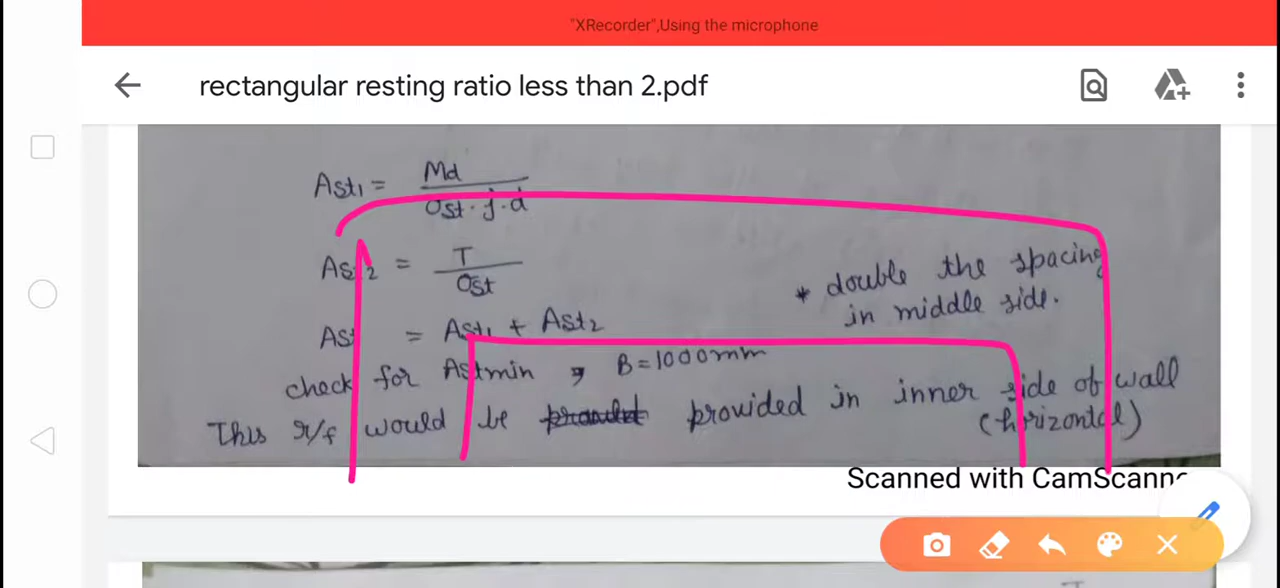 "XRecorder",Using the microphone
rectangular resting ratio less than 2.pdf
Ast1 = Md / σst . j . d
Ast2 = T / σst
* double the spacing
in middle side.
Ast = Ast1 + Ast2
check for Astmin , B = 1000mm
This r/f would be provided in inner side of wall
(horizontal)
Scanned with CamScanne